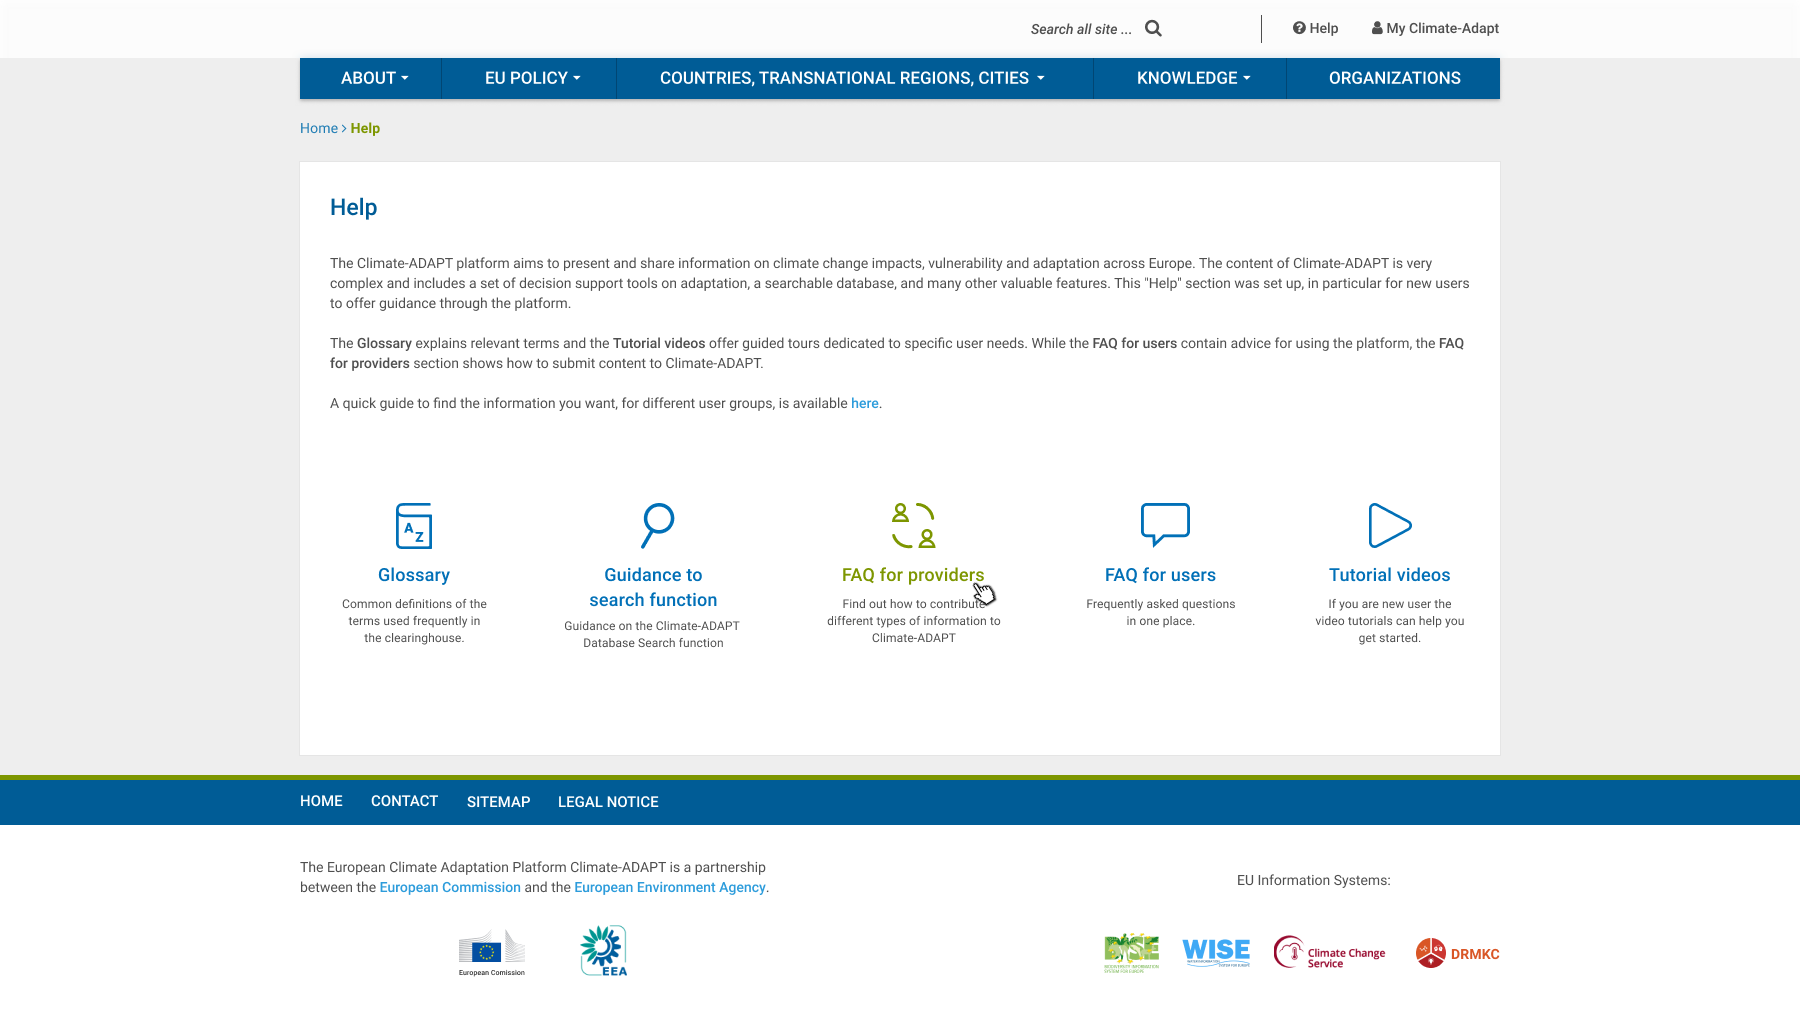 Search all site ...
Help
My Climate-Adapt
ABOUT
EU POLICY
COUNTRIES, TRANSNATIONAL REGIONS, CITIES
KNOWLEDGE
ORGANIZATIONS
Home > Help
Help
The Climate-ADAPT platform aims to present and share information on climate change impacts, vulnerability and adaptation across Europe. The content of Climate-ADAPT is very
complex and includes a set of decision support tools on adaptation, a searchable database, and many other valuable features. This "Help" section was set up, in particular for new users
to offer guidance through the platform.
The Glossary explains relevant terms and the Tutorial videos offer guided tours dedicated to specific user needs. While the FAQ for users contain advice for using the platform, the FAQ
for providers section shows how to submit content to Climate-ADAPT.
A quick guide to find the information you want, for different user groups, is available here.
A
Z
Glossary
Common definitions of the
terms used frequently in
the clearinghouse.
Guidance to
search function
Guidance on the Climate-ADAPT
Database Search function
FAQ for providers
Find out how to contribute
different types of information to
Climate-ADAPT
FAQ for users
Frequently asked questions
in one place.
Tutorial videos
If you are new user the
video tutorials can help you
get started.
HOME
CONTACT
SITEMAP
LEGAL NOTICE
The European Climate Adaptation Platform Climate-ADAPT is a partnership
between the European Commission and the European Environment Agency.
EU Information Systems:
European Comission
EEA
BISE
BIODIVERSITY INFORMATION
SYSTEM FOR EUROPE
WISE
Climate Change
Service
DRMKC